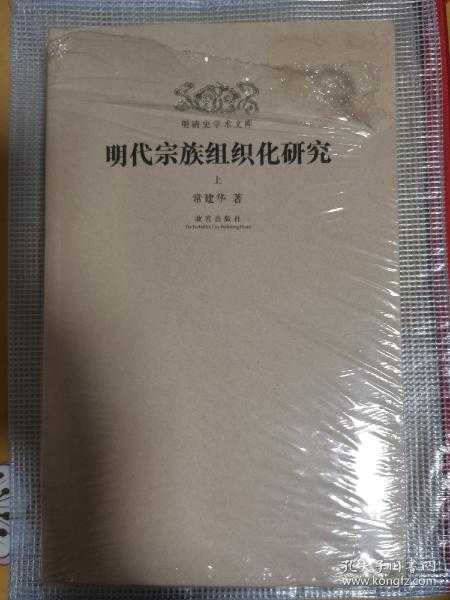 明清史学术文库
明代宗族组织化研究
上
常建华 著
故宫出版社
The Forbidden City Publishing House
孔夫子旧书网
www.kongfz.com